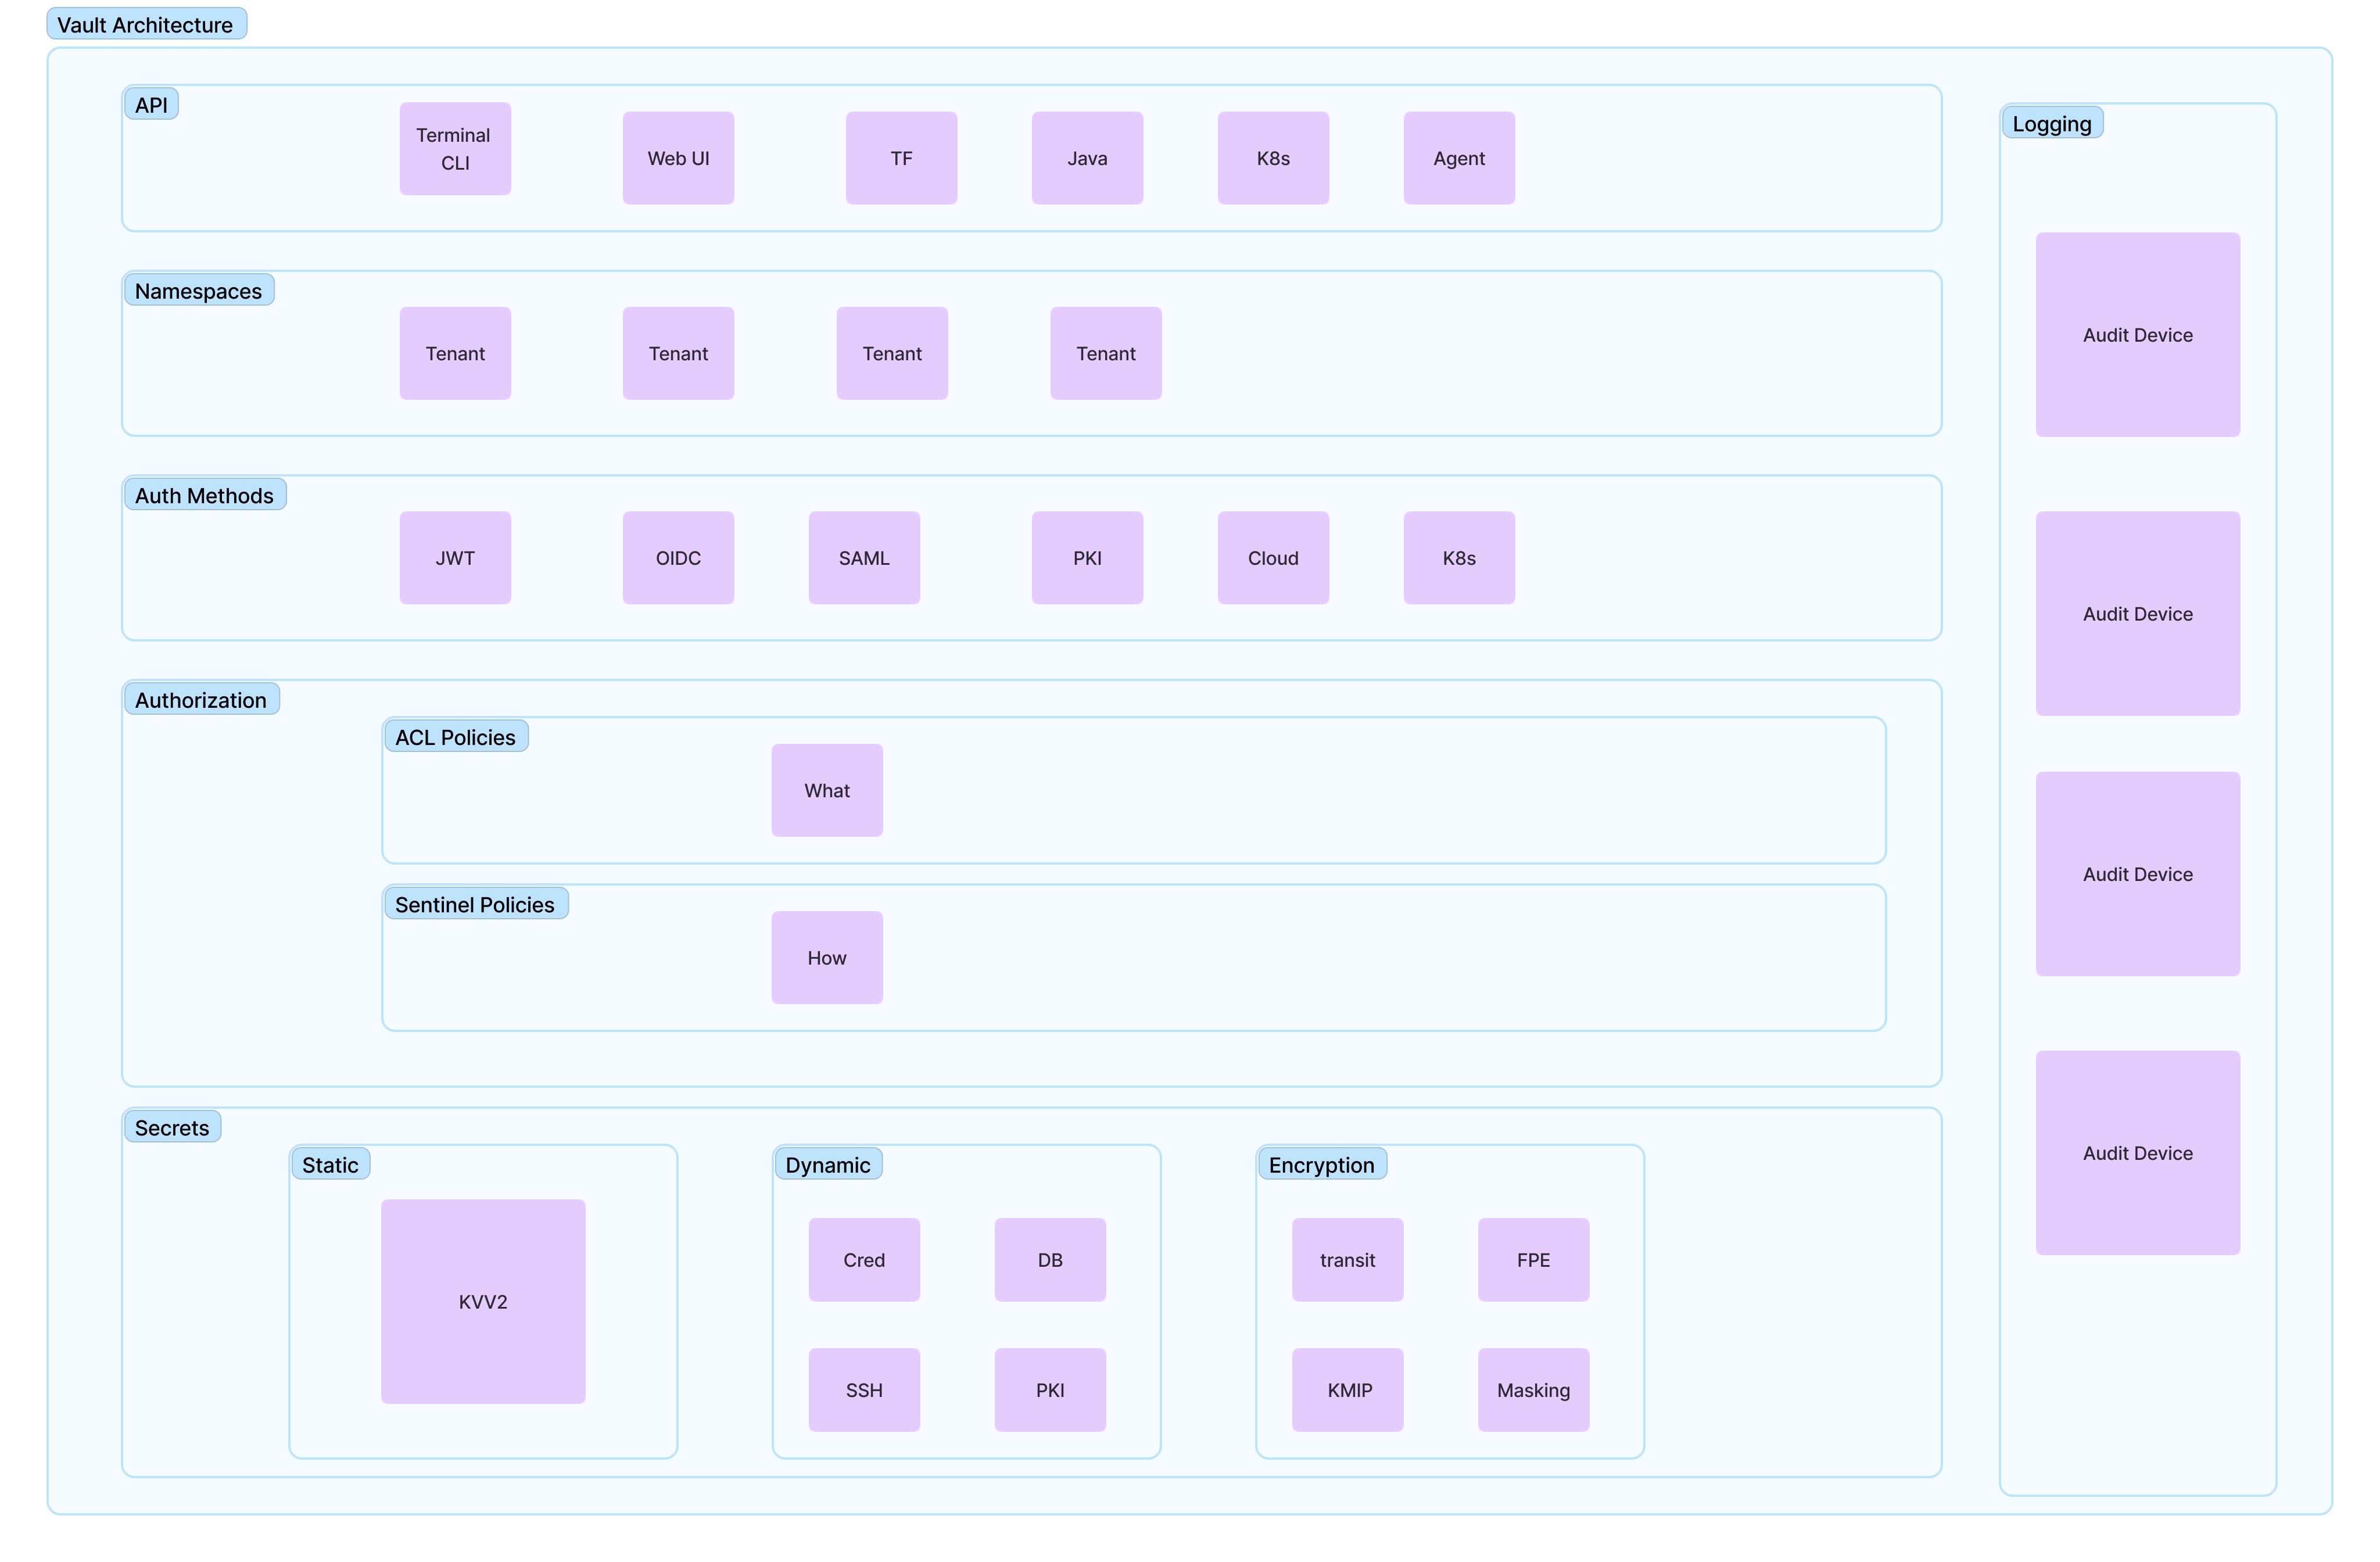 Vault Architecture
API
Terminal
CLI
Web UI
TF
Java
K8s
Agent
Namespaces
Tenant
Tenant
Tenant
Tenant
Auth Methods
JWT
OIDC
SAML
PKI
Cloud
K8s
Authorization
ACL Policies
What
Sentinel Policies
How
Secrets
Static
KVV2
Dynamic
Cred
DB
SSH
PKI
Encryption
transit
FPE
KMIP
Masking
Logging
Audit Device
Audit Device
Audit Device
Audit Device